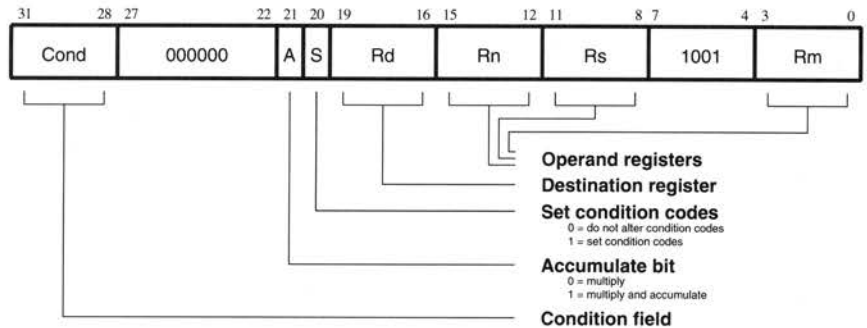 31 28 27 22 21 20 19 16 15 12 11 8 7 4 3 0
Cond 000000 A S Rd Rn Rs 1001 Rm
Operand registers
Destination register
Set condition codes
0 = do not alter condition codes
1 = set condition codes
Accumulate bit
0 = multiply
1 = multiply and accumulate
Condition field